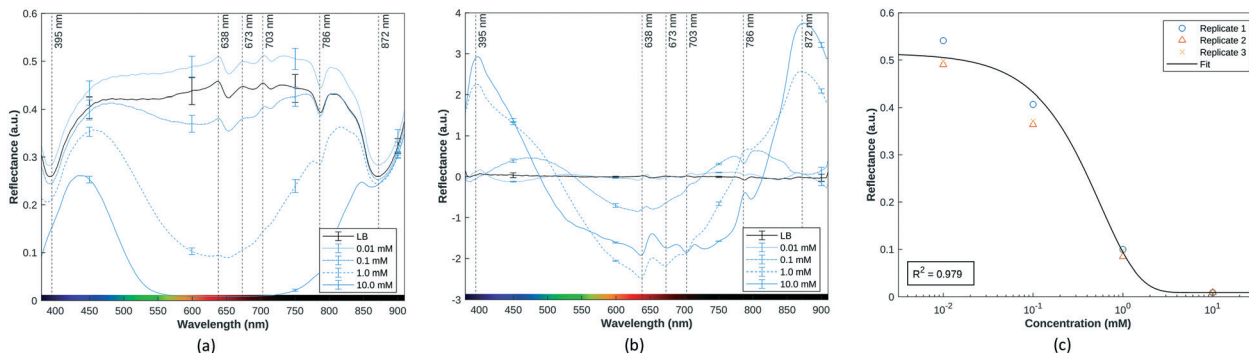 0.6
0.5
0.4
0.3
0.2
0.1
0
Reflectance (a.u.)
395 nm
638 nm
673 nm
703 nm
786 nm
872 nm
LB
0.01 mM
0.1 mM
1.0 mM
10.0 mM
400 450 500 550 600 650 700 750 800 850 900
Wavelength (nm)
(a)
4
3
2
1
0
-1
-2
-3
Reflectance (a.u.)
395 nm
638 nm
673 nm
703 nm
786 nm
872 nm
LB
0.01 mM
0.1 mM
1.0 mM
10.0 mM
400 450 500 550 600 650 700 750 800 850 900
Wavelength (nm)
(b)
0.6
0.5
0.4
0.3
0.2
0.1
0
Reflectance (a.u.)
Replicate 1
Replicate 2
Replicate 3
Fit
R² = 0.979
10⁻² 10⁻¹ 10⁰ 10¹
Concentration (mM)
(c)